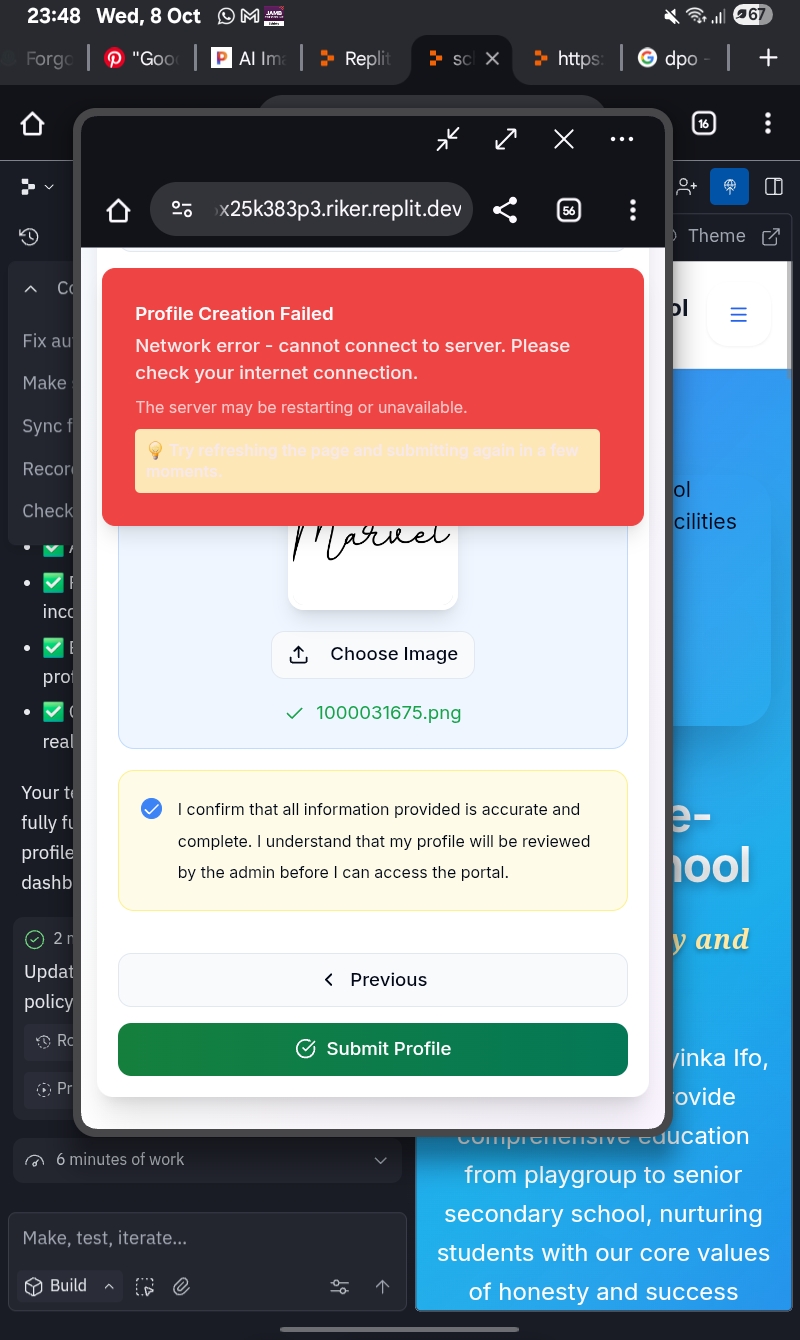 23:48 Wed, 8 Oct
67
Forgo
"Good
AI Ima
Replit
scl
https:
dpo -
16
x25k383p3.riker.replit.dev
56
Theme
Profile Creation Failed
Network error - cannot connect to server. Please
check your internet connection.
The server may be restarting or unavailable.
💡 Try refreshing the page and submitting again in a few
moments.
Marvel
Choose Image
1000031675.png
I confirm that all information provided is accurate and
complete. I understand that my profile will be reviewed
by the admin before I can access the portal.
Previous
Submit Profile
Fix au
Make
Sync f
Record
Check
inco
prof
real
Your te
fully fu
profile
dashb
2 m
Updat
policy
Ro
Pr
6 minutes of work
Make, test, iterate...
Build
ol
ol
cilities
e-
hool
y and
yinka Ifo,
rovide
comprehensive education
from playgroup to senior
secondary school, nurturing
students with our core values
of honesty and success